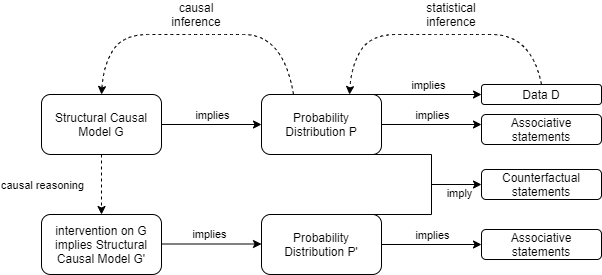 causal
inference
statistical
inference
Structural Causal
Model G
implies
Probability
Distribution P
implies
Data D
implies
Associative
statements
causal reasoning
Counterfactual
statements
imply
intervention on G
implies Structural
Causal Model G'
implies
Probability
Distribution P'
implies
Associative
statements